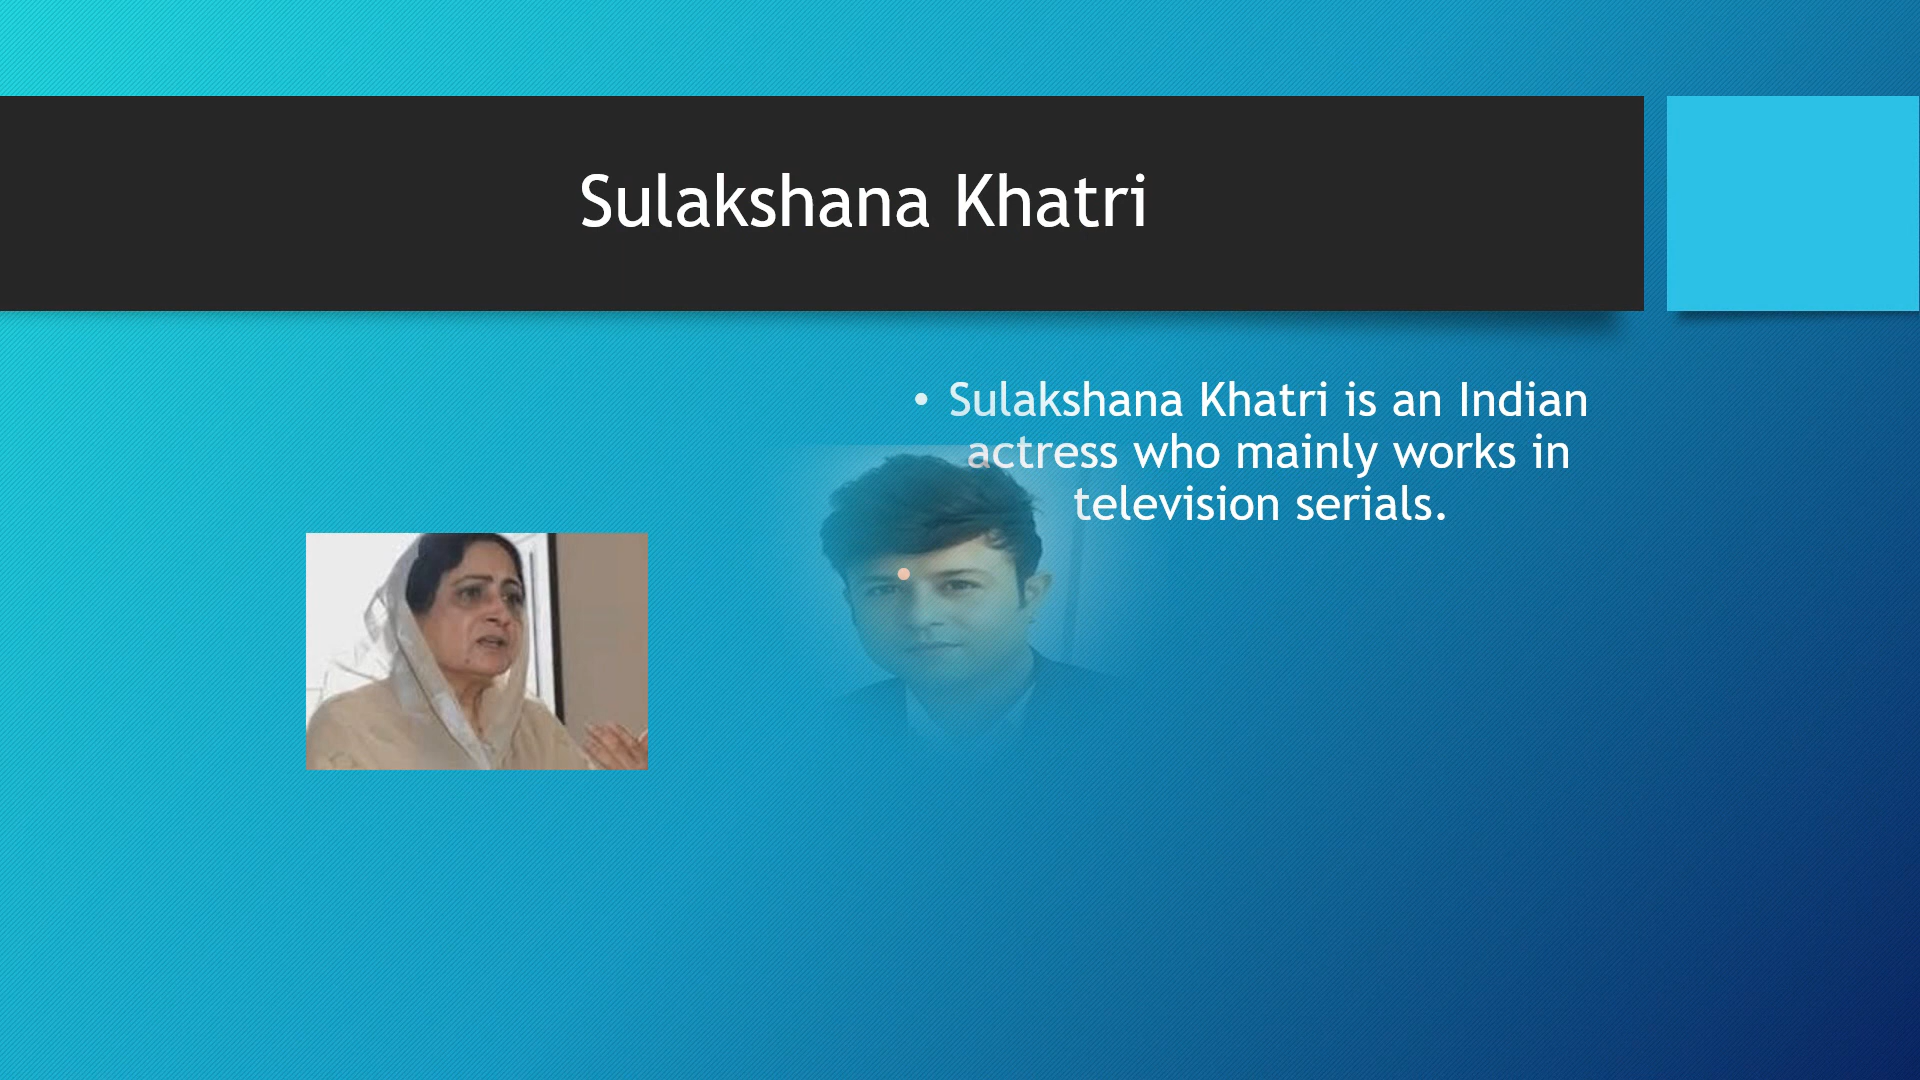 Sulakshana Khatri
• Sulakshana Khatri is an Indian
actress who mainly works in
television serials.